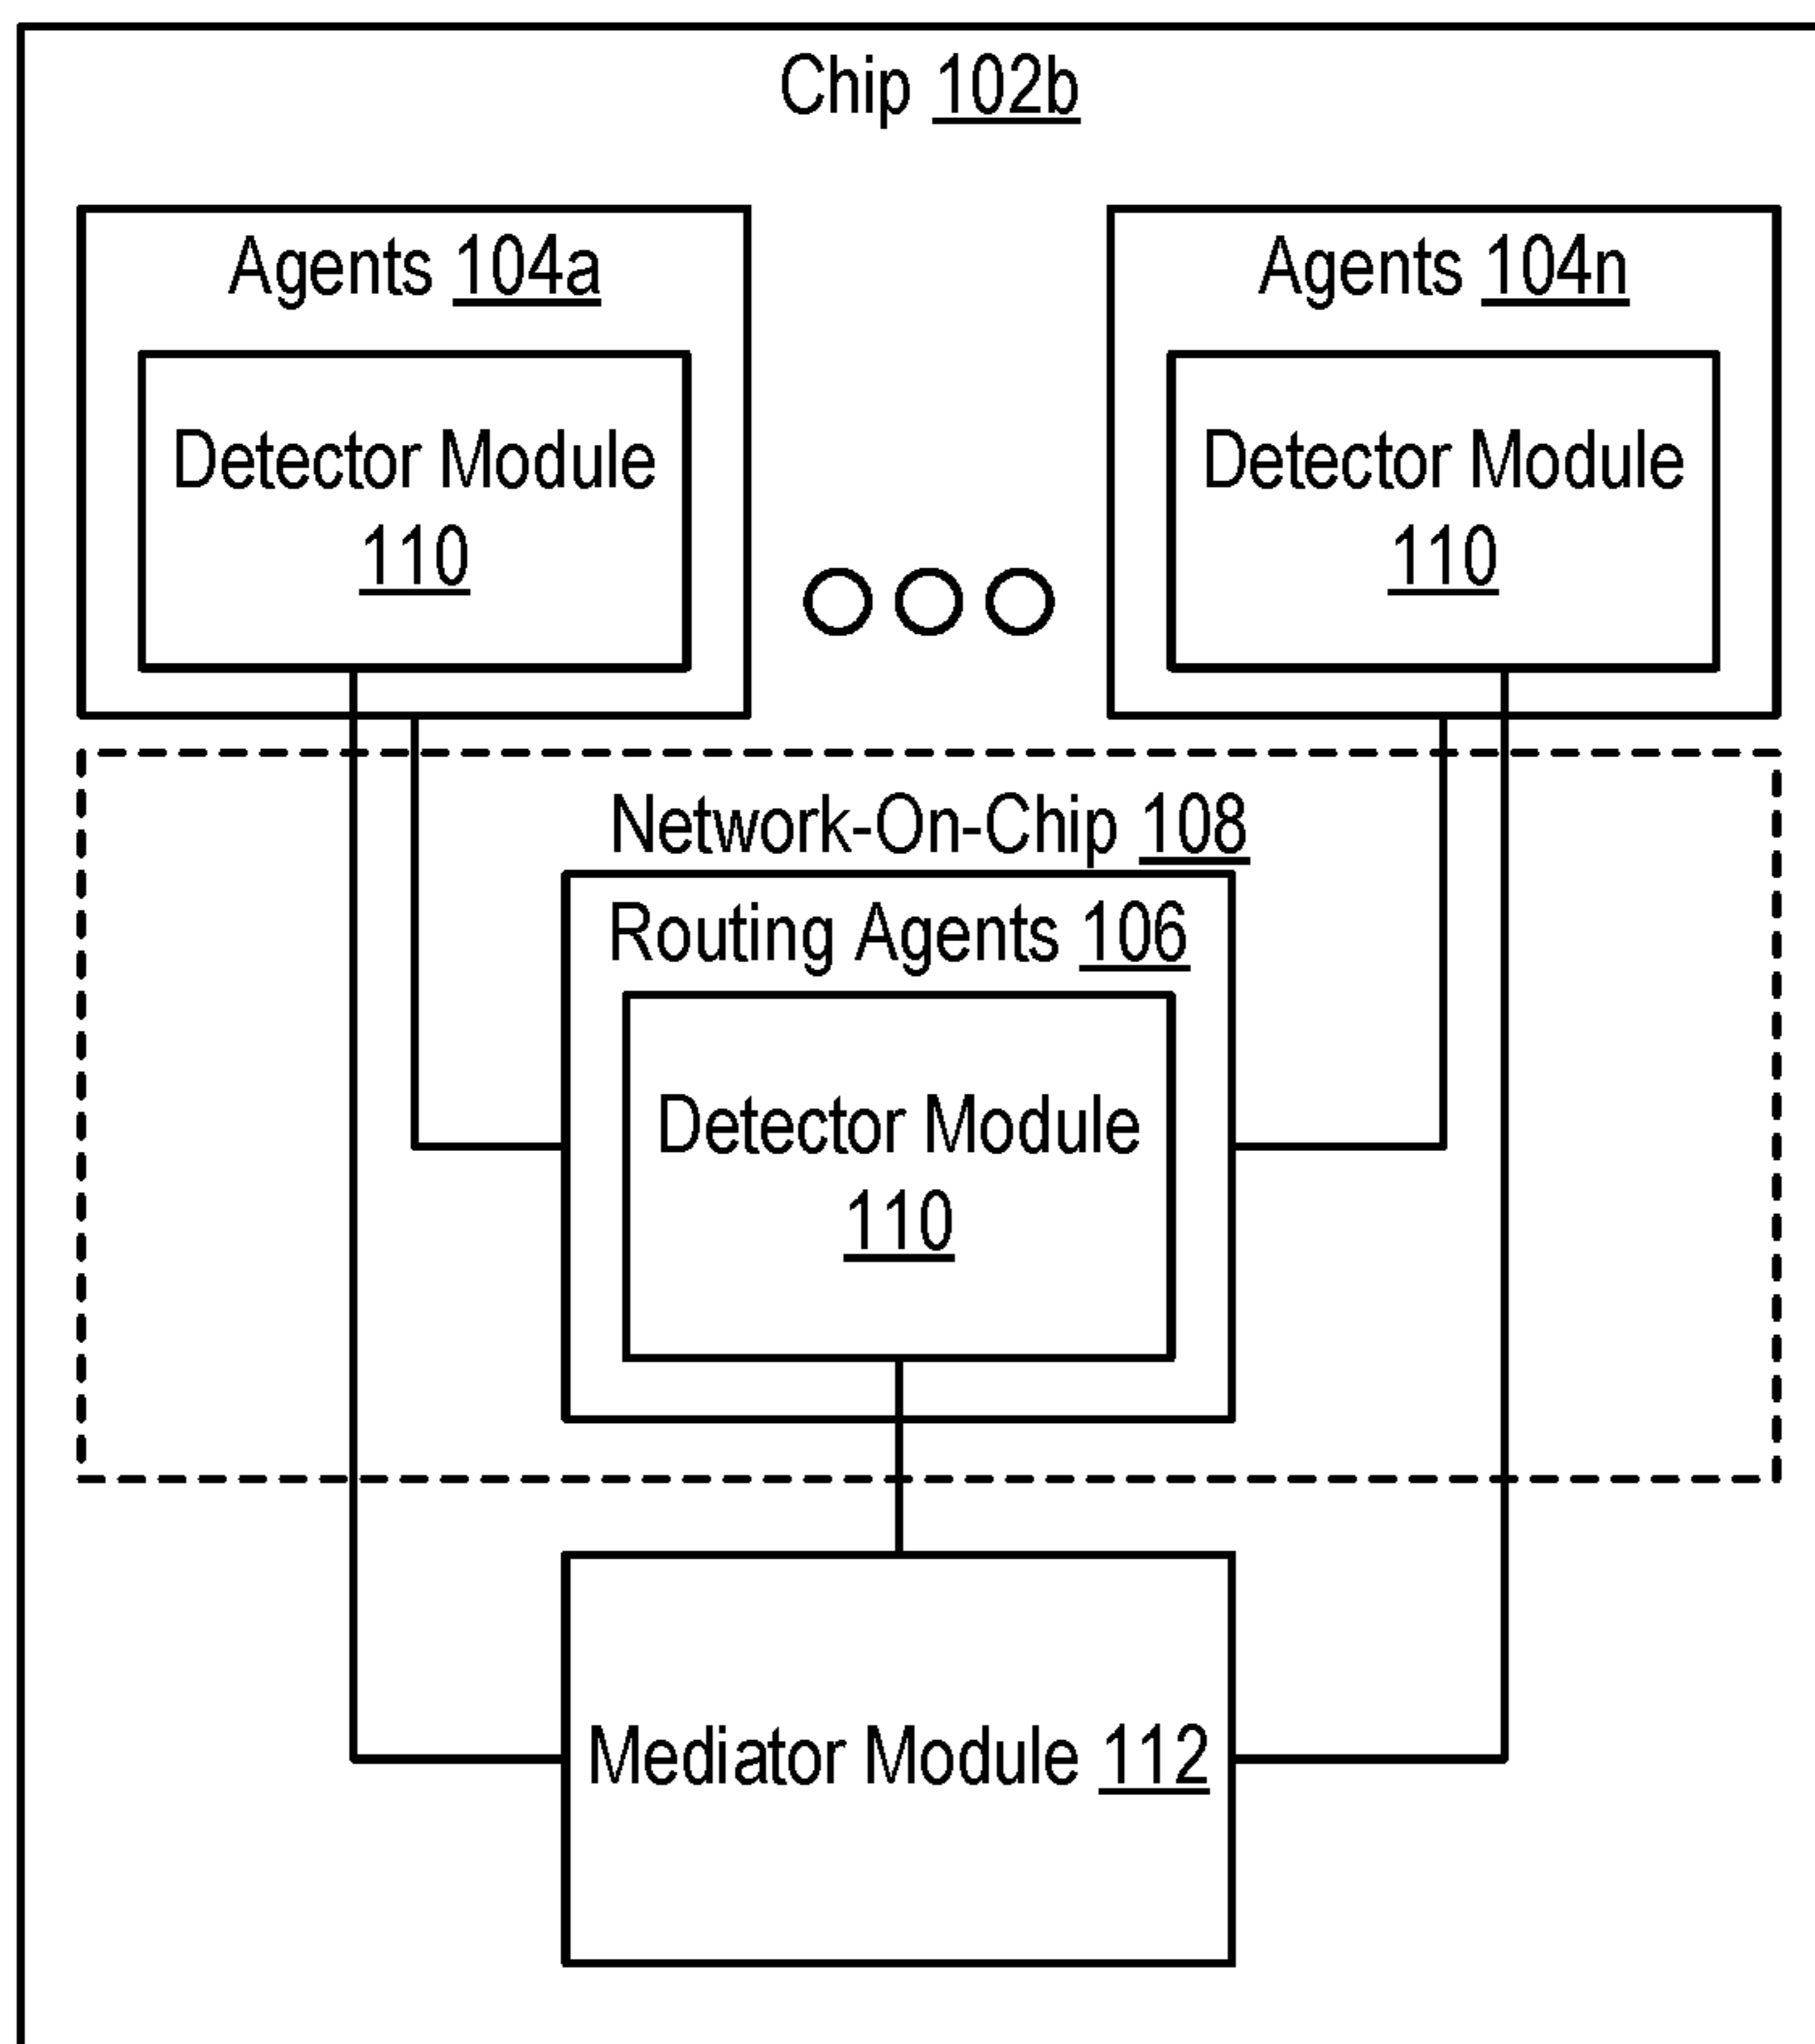 Chip 102b
Agents 104a
Agents 104n
Detector Module
110
Detector Module
110
Network-On-Chip 108
Routing Agents 106
Detector Module
110
Mediator Module 112